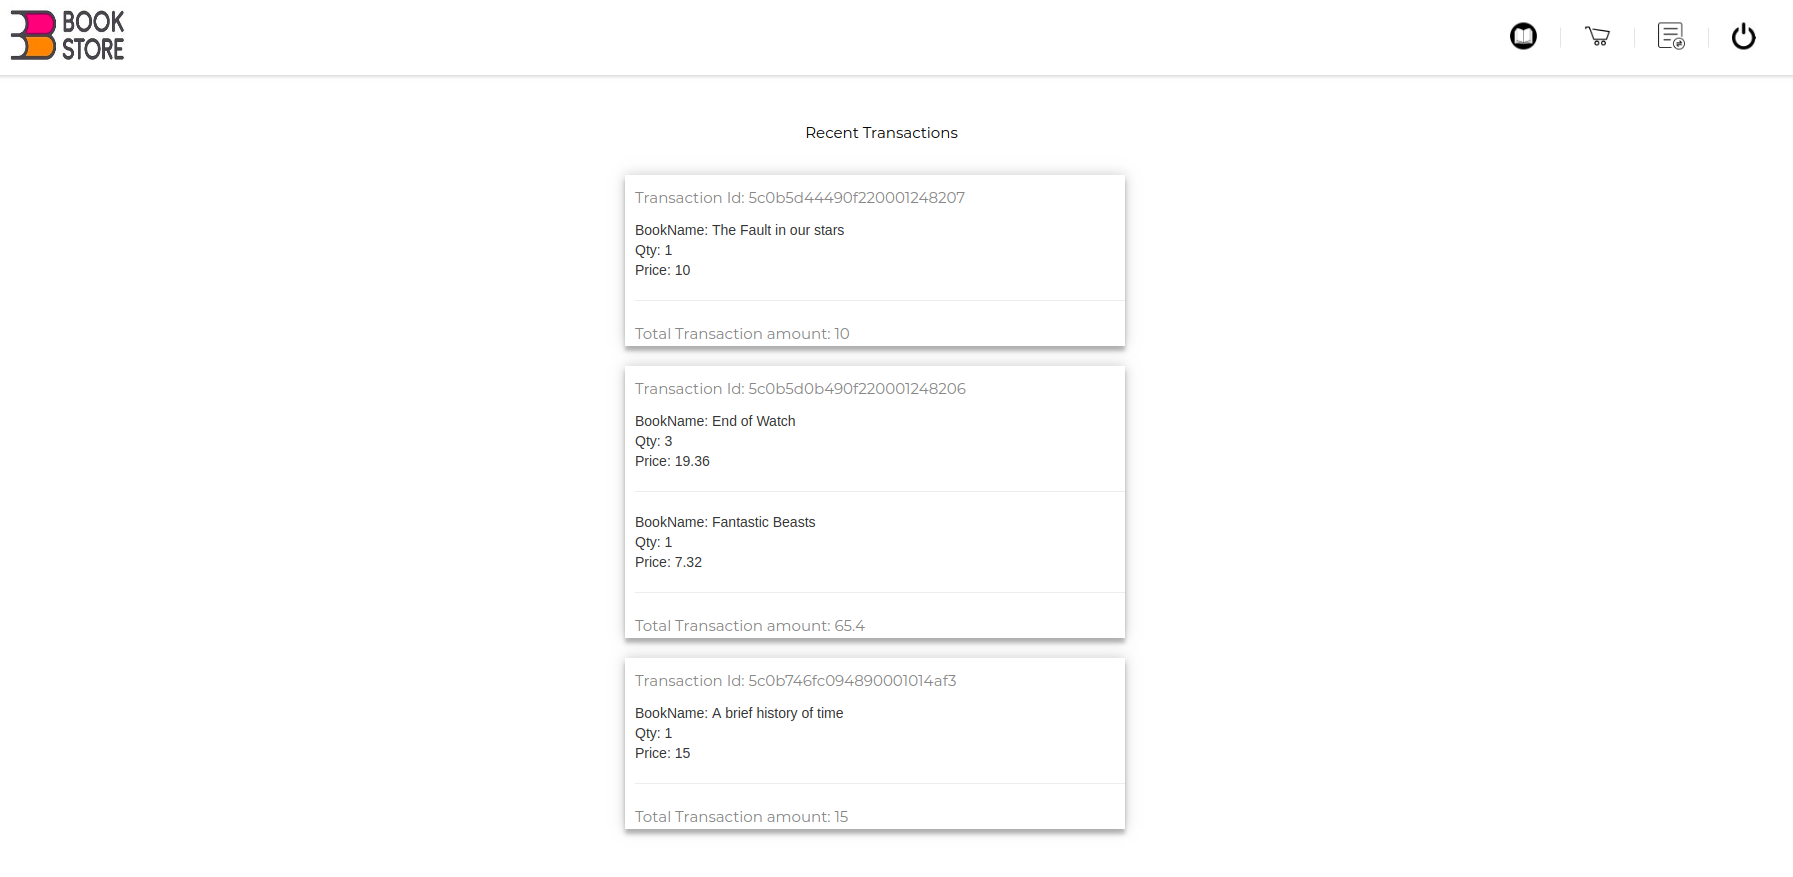 BOOK
STORE
Recent Transactions
Transaction Id: 5c0b5d44490f220001248207
BookName: The Fault in our stars
Qty: 1
Price: 10
Total Transaction amount: 10
Transaction Id: 5c0b5d0b490f220001248206
BookName: End of Watch
Qty: 3
Price: 19.36
BookName: Fantastic Beasts
Qty: 1
Price: 7.32
Total Transaction amount: 65.4
Transaction Id: 5c0b746fc094890001014af3
BookName: A brief history of time
Qty: 1
Price: 15
Total Transaction amount: 15